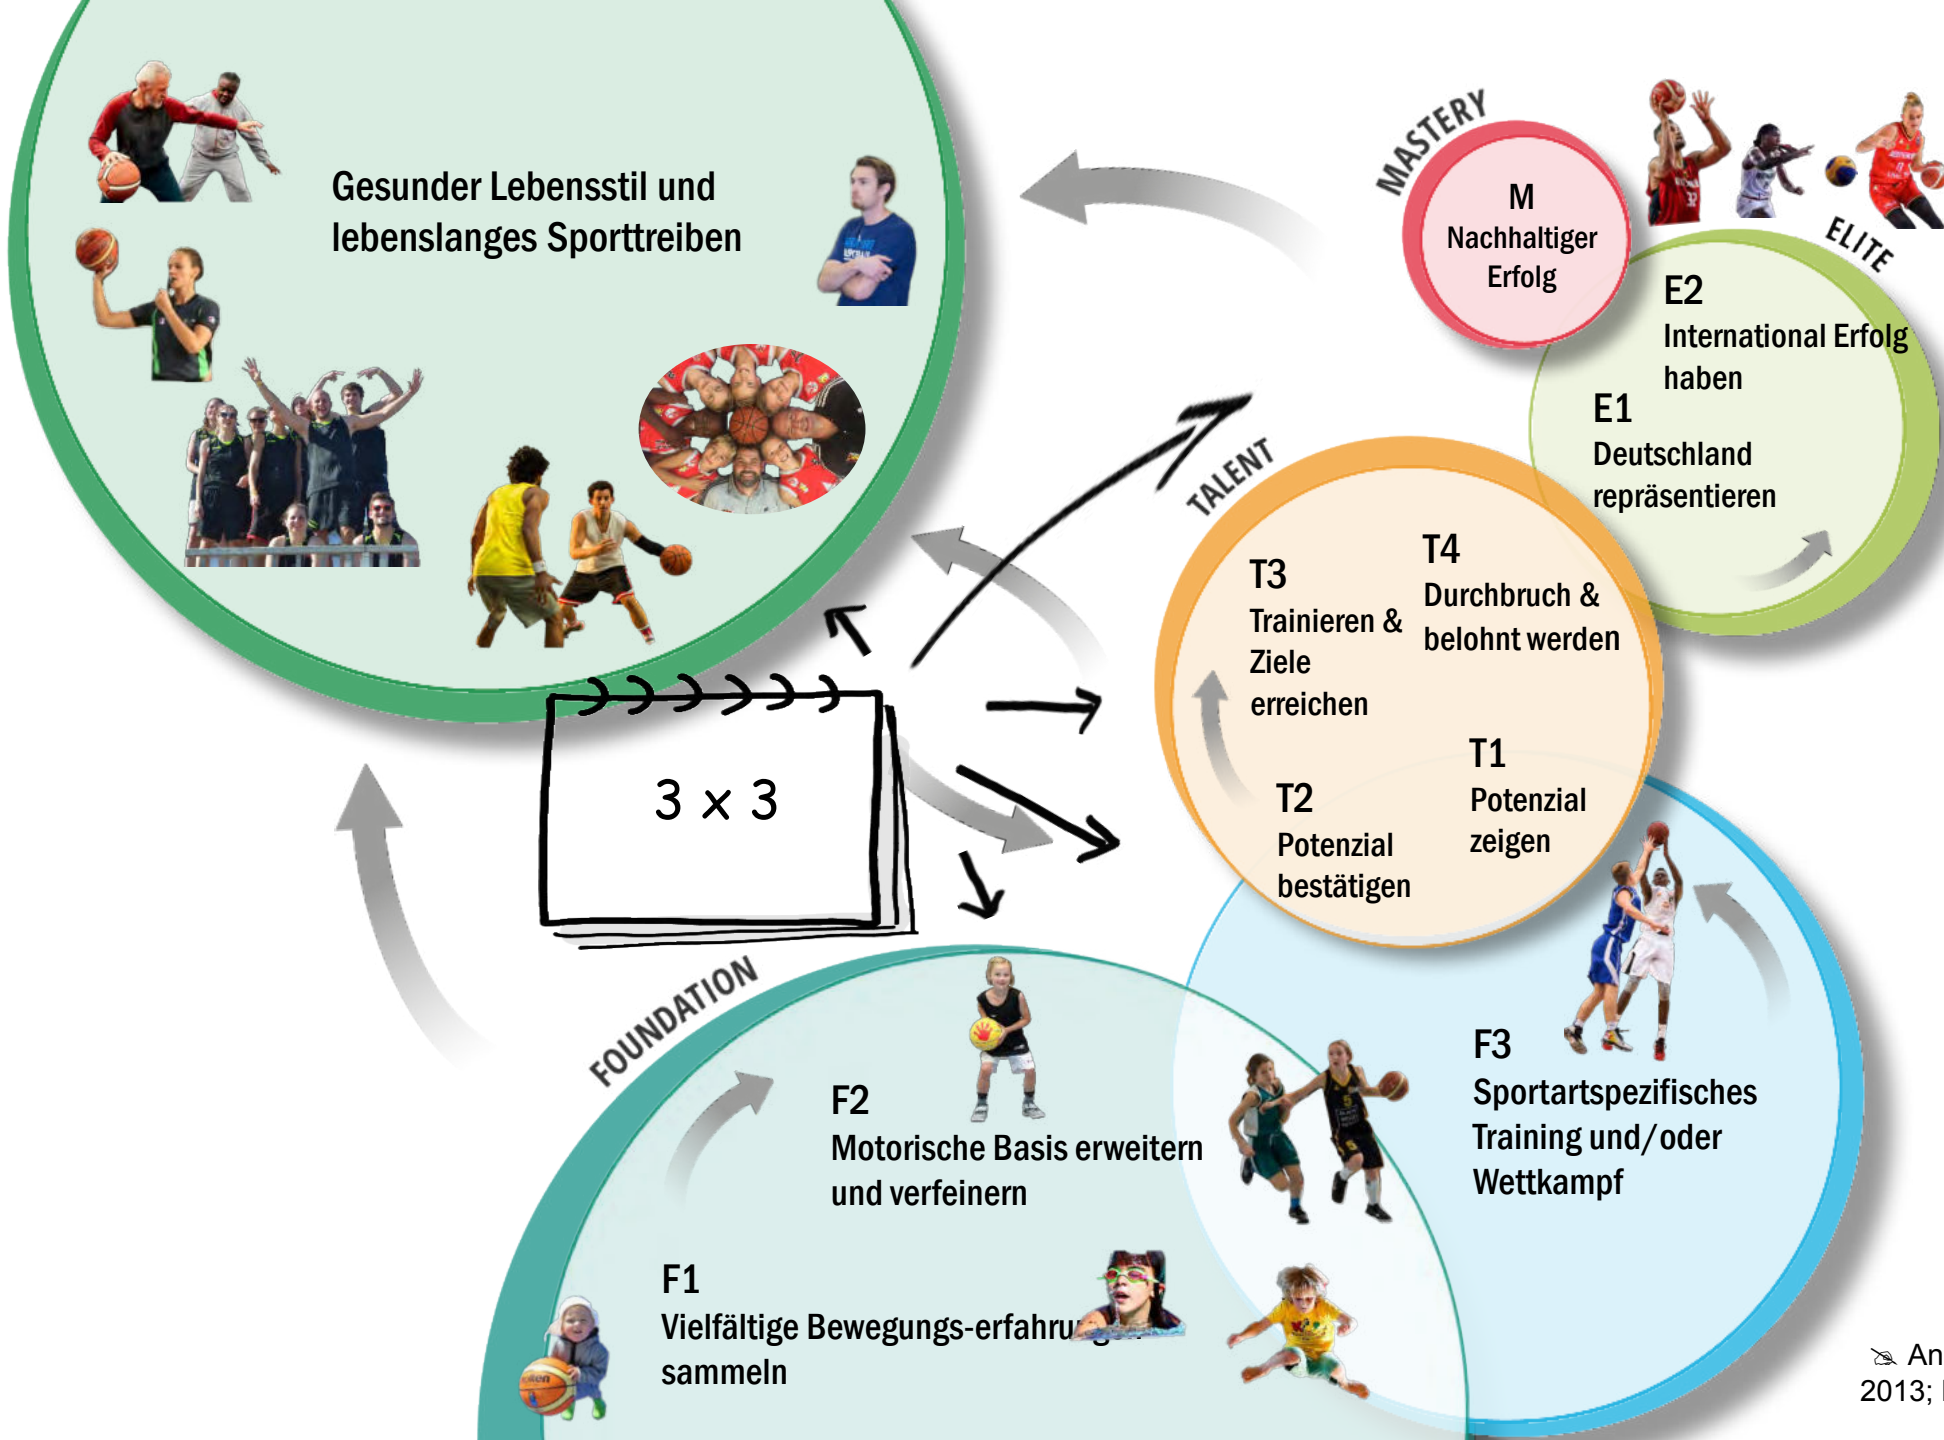 Gesunder Lebensstil und
lebenslanges Sporttreiben
MASTERY
M
Nachhaltiger
Erfolg
ELITE
E2
International Erfolg
haben
E1
Deutschland
repräsentieren
TALENT
T4
Durchbruch &
belohnt werden
T3
Trainieren &
Ziele
erreichen
T1
Potenzial
zeigen
T2
Potenzial
bestätigen
3 x 3
FOUNDATION
F3
Sportartspezifisches
Training und/oder
Wettkampf
F2
Motorische Basis erweitern
und verfeinern
F1
Vielfältige Bewegungs-erfahrungen
sammeln
An
2013;